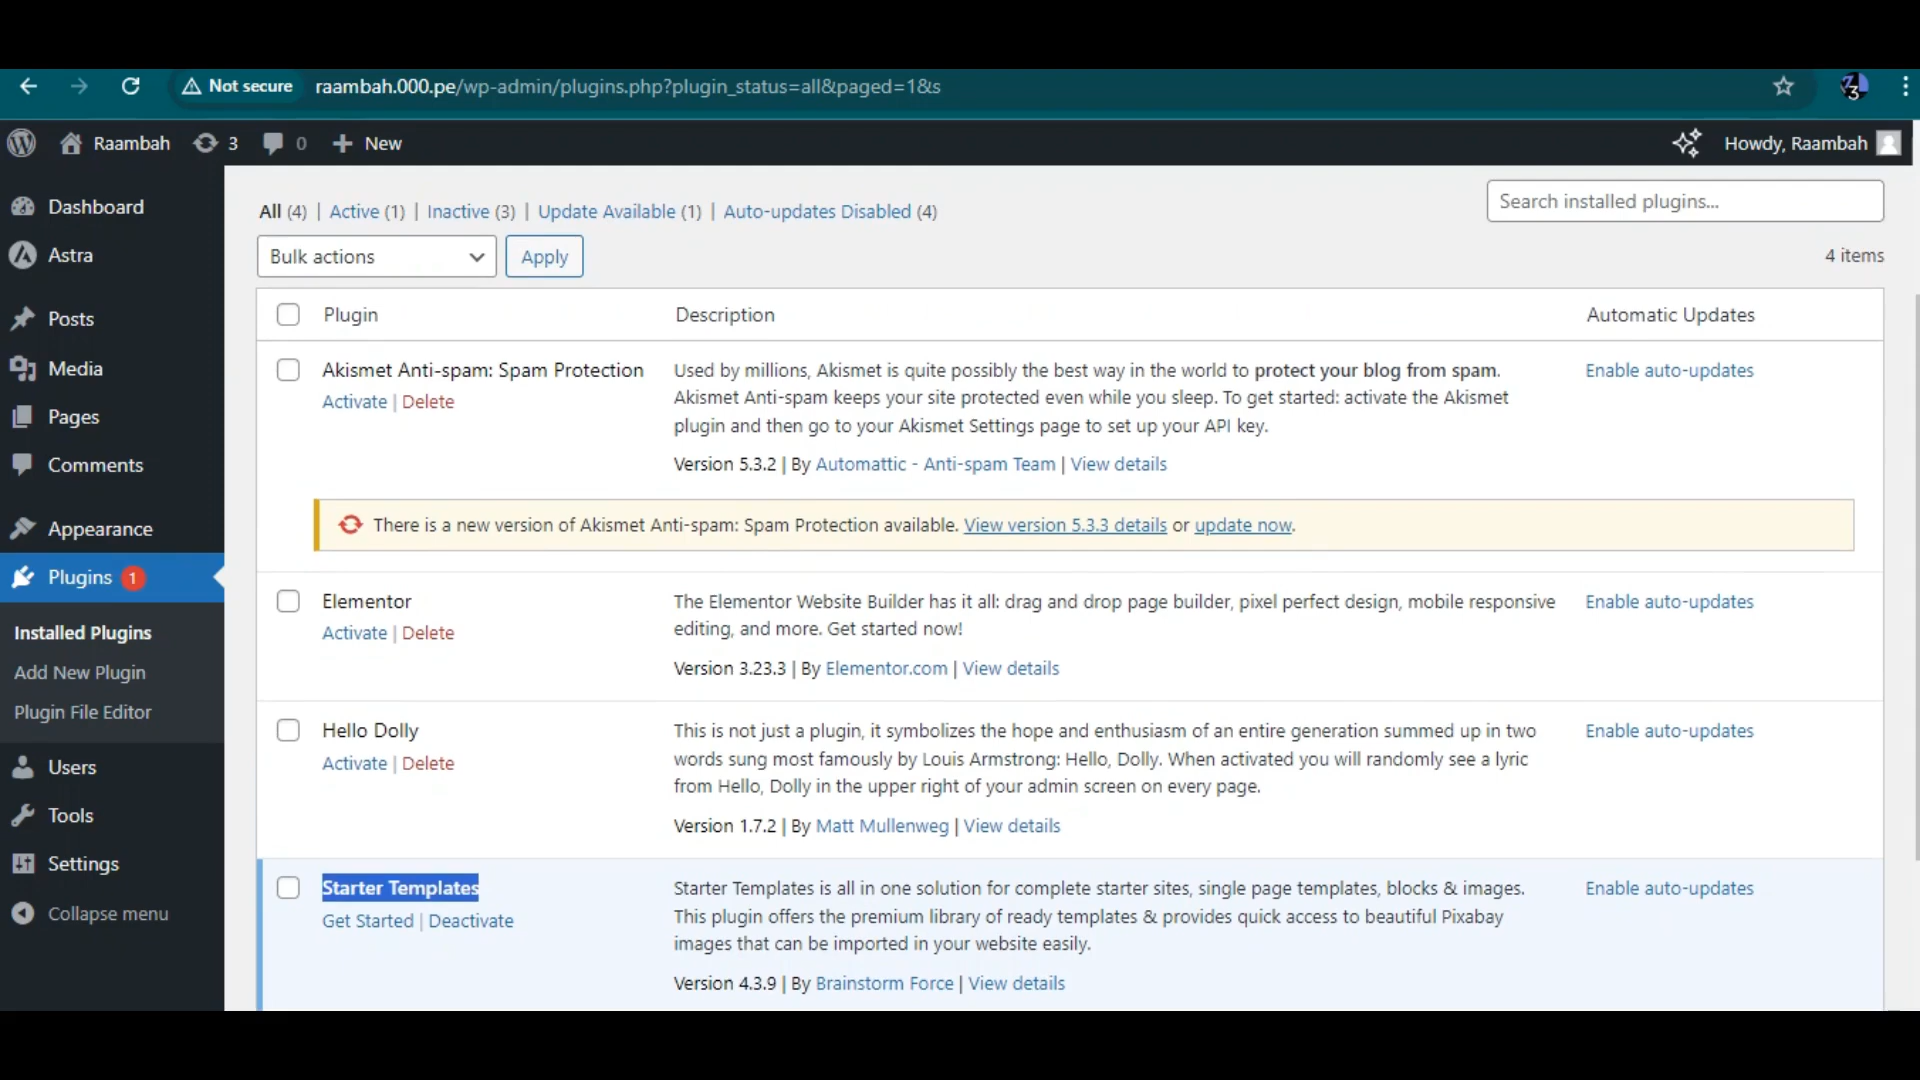 Not secure raambah.000.pe/wp-admin/plugins.php?plugin_status=all&paged=1&s
Raambah 3 0 + New Howdy, Raambah
Dashboard
Astra
Posts
Media
Pages
Comments
Appearance
Plugins 1
Installed Plugins
Add New Plugin
Plugin File Editor
Users
Tools
Settings
Collapse menu
All (4) | Active (1) | Inactive (3) | Update Available (1) | Auto-updates Disabled (4)
Search installed plugins...
Bulk actions Apply
4 items
Plugin Description Automatic Updates
Akismet Anti-spam: Spam Protection
Activate | Delete
Used by millions, Akismet is quite possibly the best way in the world to protect your blog from spam.
Akismet Anti-spam keeps your site protected even while you sleep. To get started: activate the Akismet
plugin and then go to your Akismet Settings page to set up your API key.
Version 5.3.2 | By Automattic - Anti-spam Team | View details
Enable auto-updates
There is a new version of Akismet Anti-spam: Spam Protection available. View version 5.3.3 details or update now.
Elementor
Activate | Delete
The Elementor Website Builder has it all: drag and drop page builder, pixel perfect design, mobile responsive
editing, and more. Get started now!
Version 3.23.3 | By Elementor.com | View details
Enable auto-updates
Hello Dolly
Activate | Delete
This is not just a plugin, it symbolizes the hope and enthusiasm of an entire generation summed up in two
words sung most famously by Louis Armstrong: Hello, Dolly. When activated you will randomly see a lyric
from Hello, Dolly in the upper right of your admin screen on every page.
Version 1.7.2 | By Matt Mullenweg | View details
Enable auto-updates
Starter Templates
Get Started | Deactivate
Starter Templates is all in one solution for complete starter sites, single page templates, blocks & images.
This plugin offers the premium library of ready templates & provides quick access to beautiful Pixabay
images that can be imported in your website easily.
Version 4.3.9 | By Brainstorm Force | View details
Enable auto-updates